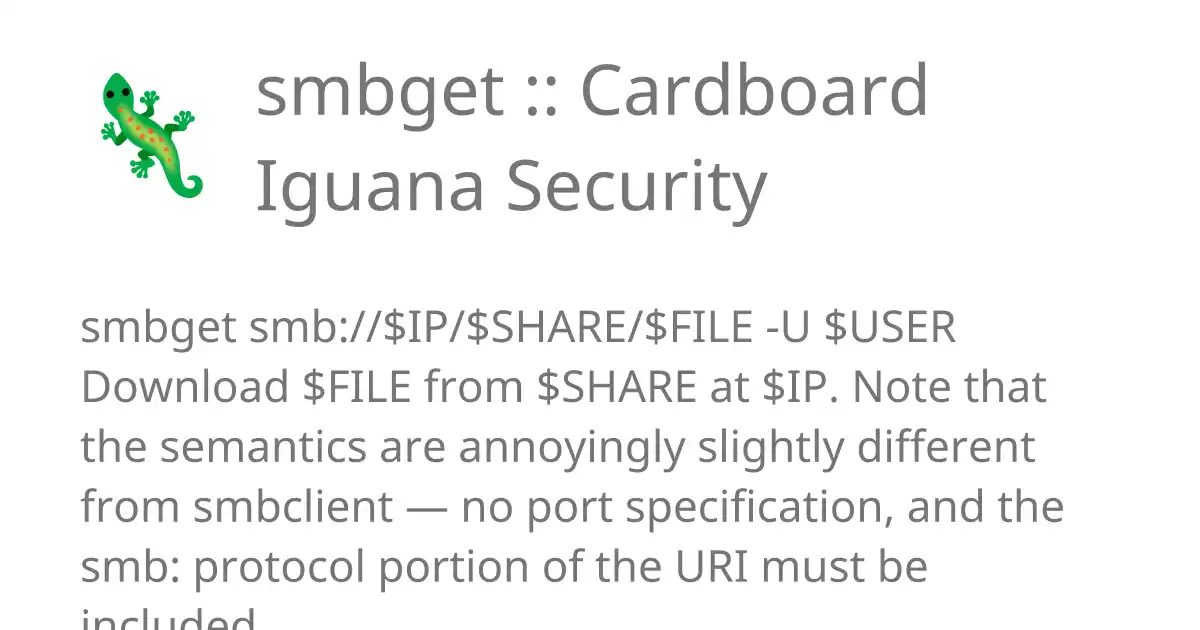 smbget :: Cardboard
Iguana Security
smbget smb://$IP/$SHARE/$FILE -U $USER
Download $FILE from $SHARE at $IP. Note that
the semantics are annoyingly slightly different
from smbclient — no port specification, and the
smb: protocol portion of the URI must be
included